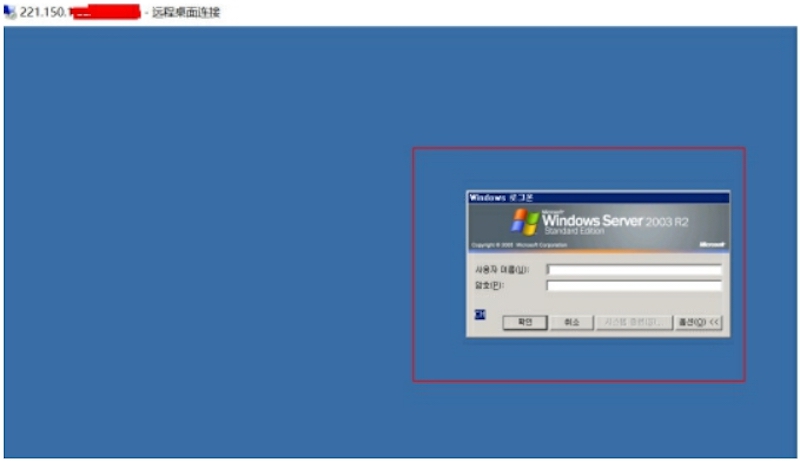 221.150.1 - 远程桌面连接
Windows 로그온
Microsoft
Windows Server 2003 R2
Standard Edition
Copyright © 2005 Microsoft Corporation
Microsoft
사용자 이름(U):
암호(P):
CH
확인
취소
시스템 종료(S)...
옵션(O) <<